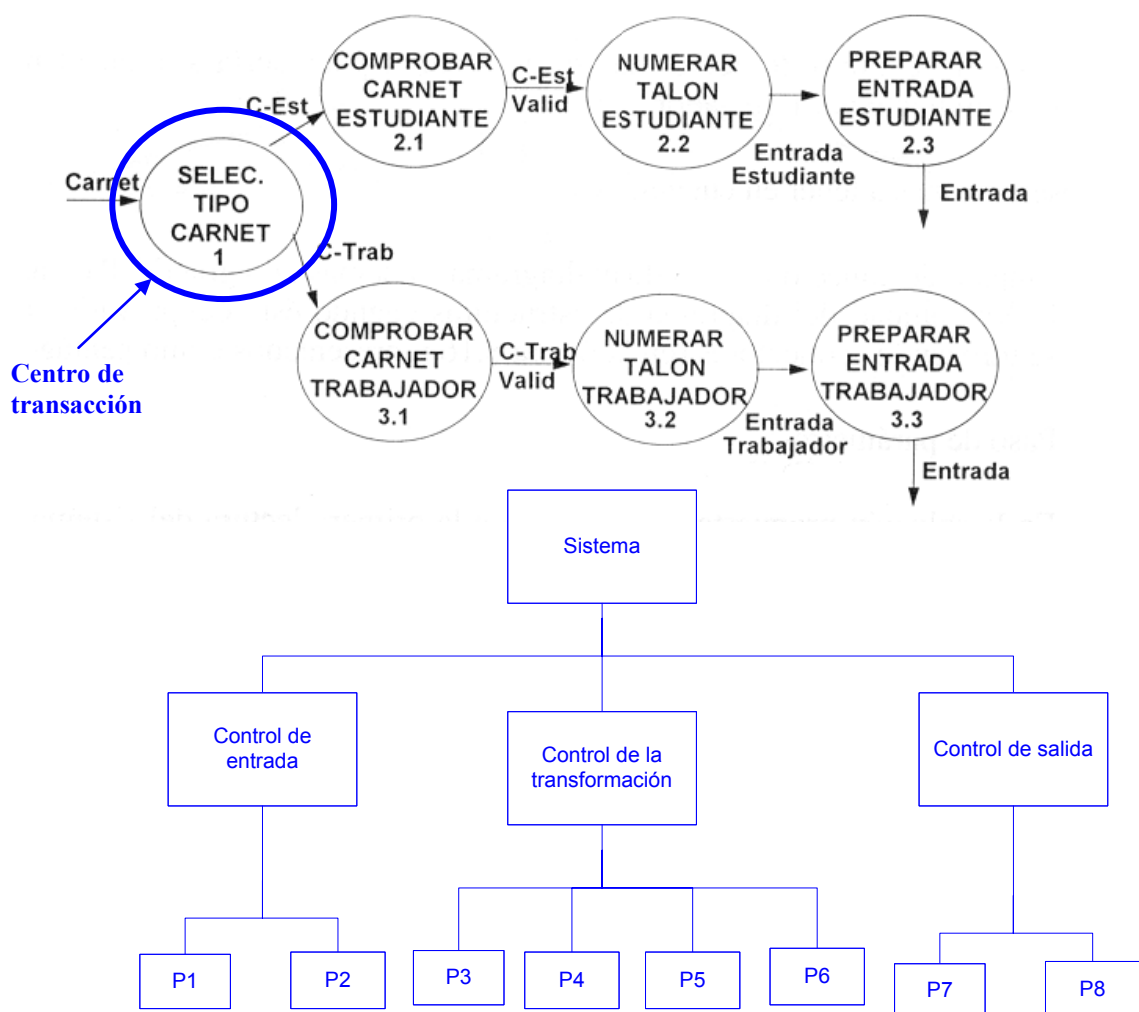 COMPROBAR
CARNET
ESTUDIANTE
2.1
C-Est
Valid
NUMERAR
TALON
ESTUDIANTE
2.2
PREPARAR
ENTRADA
ESTUDIANTE
2.3
C-Est
Entrada
Estudiante
Entrada
Carnet
SELEC.
TIPO
CARNET
1
C-Trab
COMPROBAR
CARNET
TRABAJADOR
3.1
C-Trab
Valid
NUMERAR
TALON
TRABAJADOR
3.2
PREPARAR
ENTRADA
TRABAJADOR
3.3
Entrada
Trabajador
Entrada
Centro de
transacción
Sistema
Control de
entrada
Control de la
transformación
Control de salida
P1
P2
P3
P4
P5
P6
P7
P8